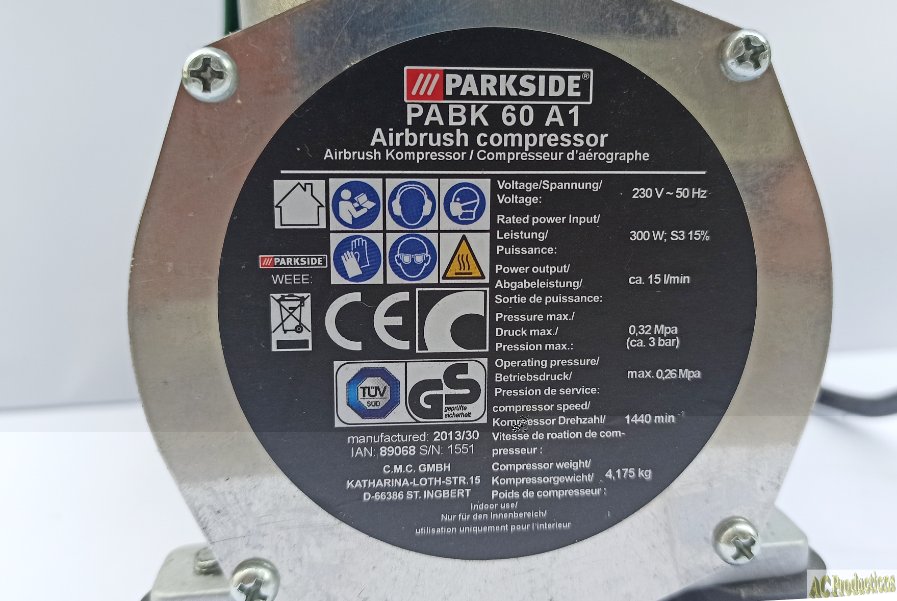 PARKSIDE®
PABK 60 A1
Airbrush compressor
Airbrush Kompressor / Compresseur d'aérographe
Voltage/Spannung/
Voltage:
230 V ~ 50 Hz
Rated power Input/
Leistung/
Puissance:
300 W; S3 15%
Power output/
Abgabeleistung/
Sortie de puissance:
ca. 15 l/min
Pressure max./
Druck max./
Pression max.:
0,32 Mpa
(ca. 3 bar)
Operating pressure/
Betriebsdruck/
Pression de service:
max. 0,26 Mpa
compressor speed/
Kompressor Drehzahl/
Vitesse de roation de com-
presseur :
1440 min⁻¹
Compressor weight/
Kompressorgewicht/
Poids de compresseur :
4,175 kg
PARKSIDE
WEEE:
CE
TÜV
SÜD
GS
geprüfte
sicherheit
manufactured: 2013/30
IAN: 89068 S/N: 1551
C.M.C. GMBH
KATHARINA-LOTH-STR.15
D-66386 ST. INGBERT
Indoor use/
Nur für den Innenbereich/
utilisation uniquement pour l'interieur
AC Productions